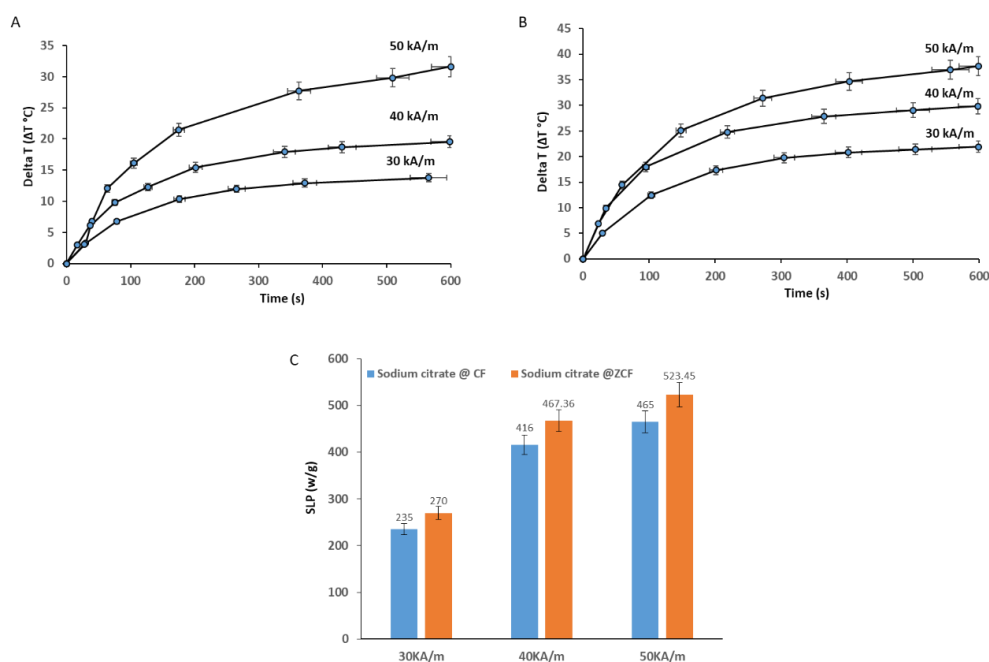 A
Delta T (ΔT °C)
35
30
25
20
15
10
5
0
50 kA/m
40 kA/m
30 kA/m
0 100 200 300 400 500 600
Time (s)
B
Delta T (ΔT °C)
45
40
35
30
25
20
15
10
5
0
50 kA/m
40 kA/m
30 kA/m
0 100 200 300 400 500 600
Time (s)
C
SLP (w/g)
600
500
400
300
200
100
0
Sodium citrate @ CF Sodium citrate @ZCF
235 270 416 467.36 465 523.45
30KA/m 40KA/m 50KA/m